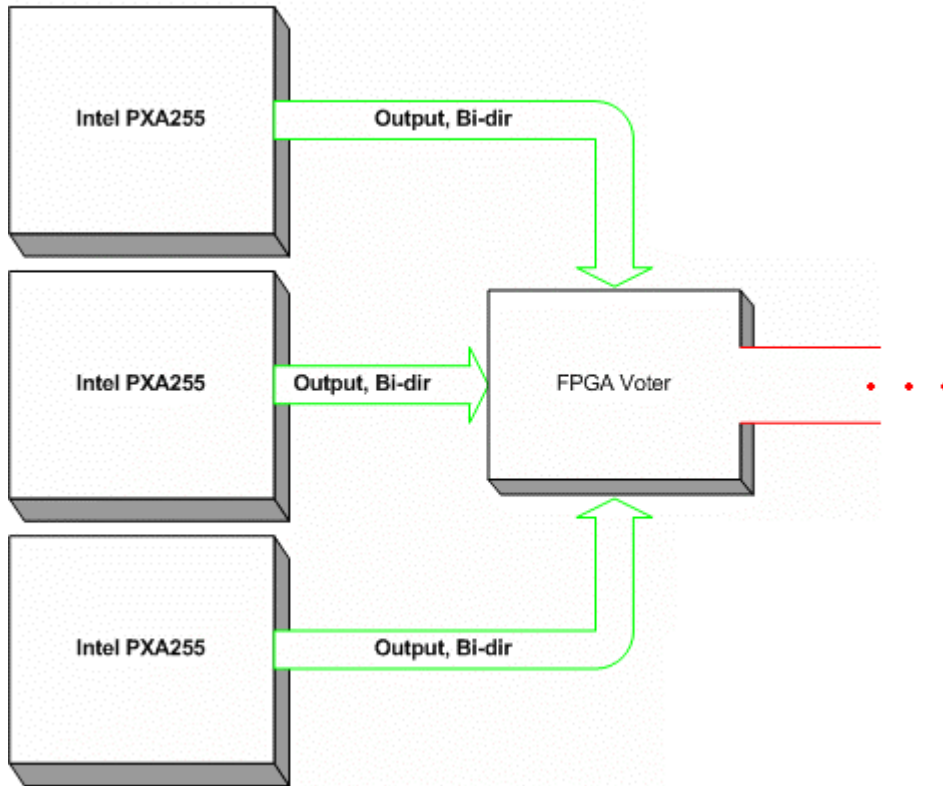 Intel PXA255
Output, Bi-dir
Intel PXA255
Output, Bi-dir
FPGA Voter
Intel PXA255
Output, Bi-dir